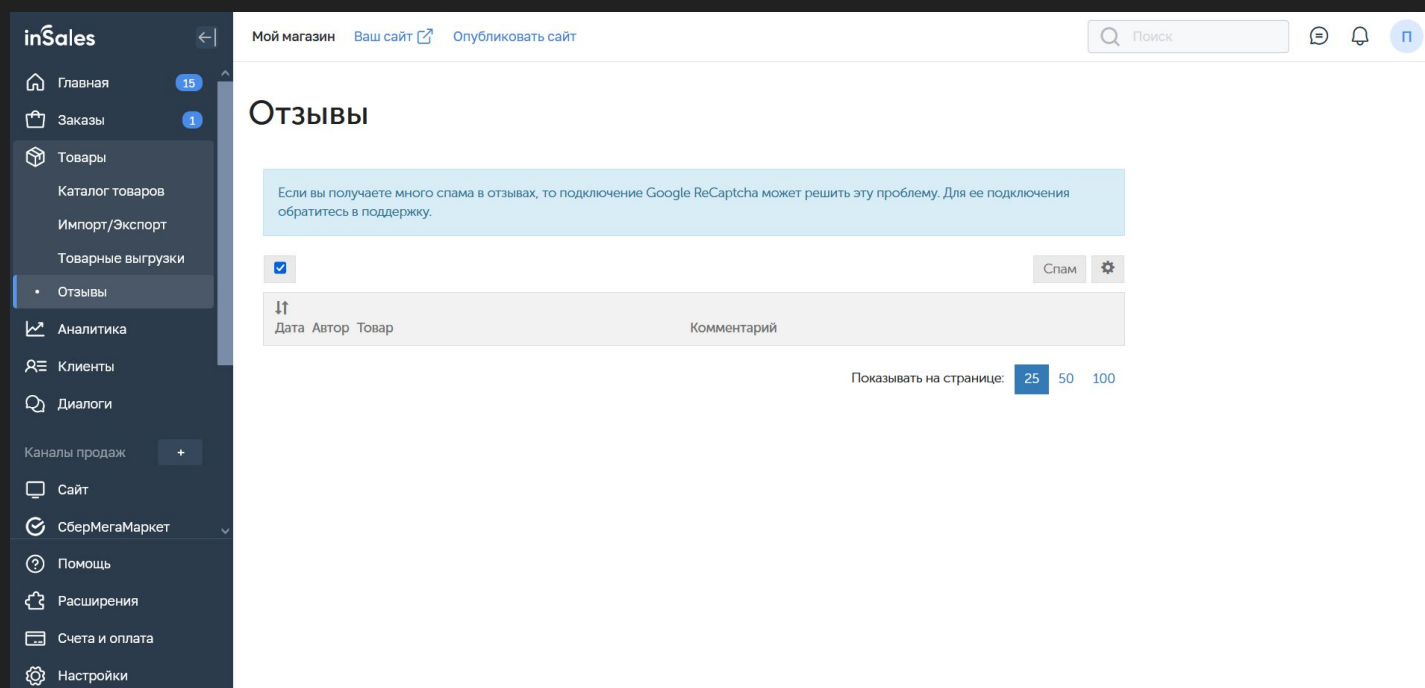 inSales
Мой магазин Ваш сайт Опубликовать сайт
Поиск
П
Главная 15
Заказы 1
Товары
Каталог товаров
Импорт/Экспорт
Товарные выгрузки
Отзывы
Аналитика
Клиенты
Диалоги
Каналы продаж +
Сайт
СберМегаМаркет
Помощь
Расширения
Счета и оплата
Настройки
Отзывы
Если вы получаете много спама в отзывах, то подключение Google ReCaptcha может решить эту проблему. Для ее подключения
обратитесь в поддержку.
Спам
Дата Автор Товар Комментарий
Показывать на странице: 25 50 100